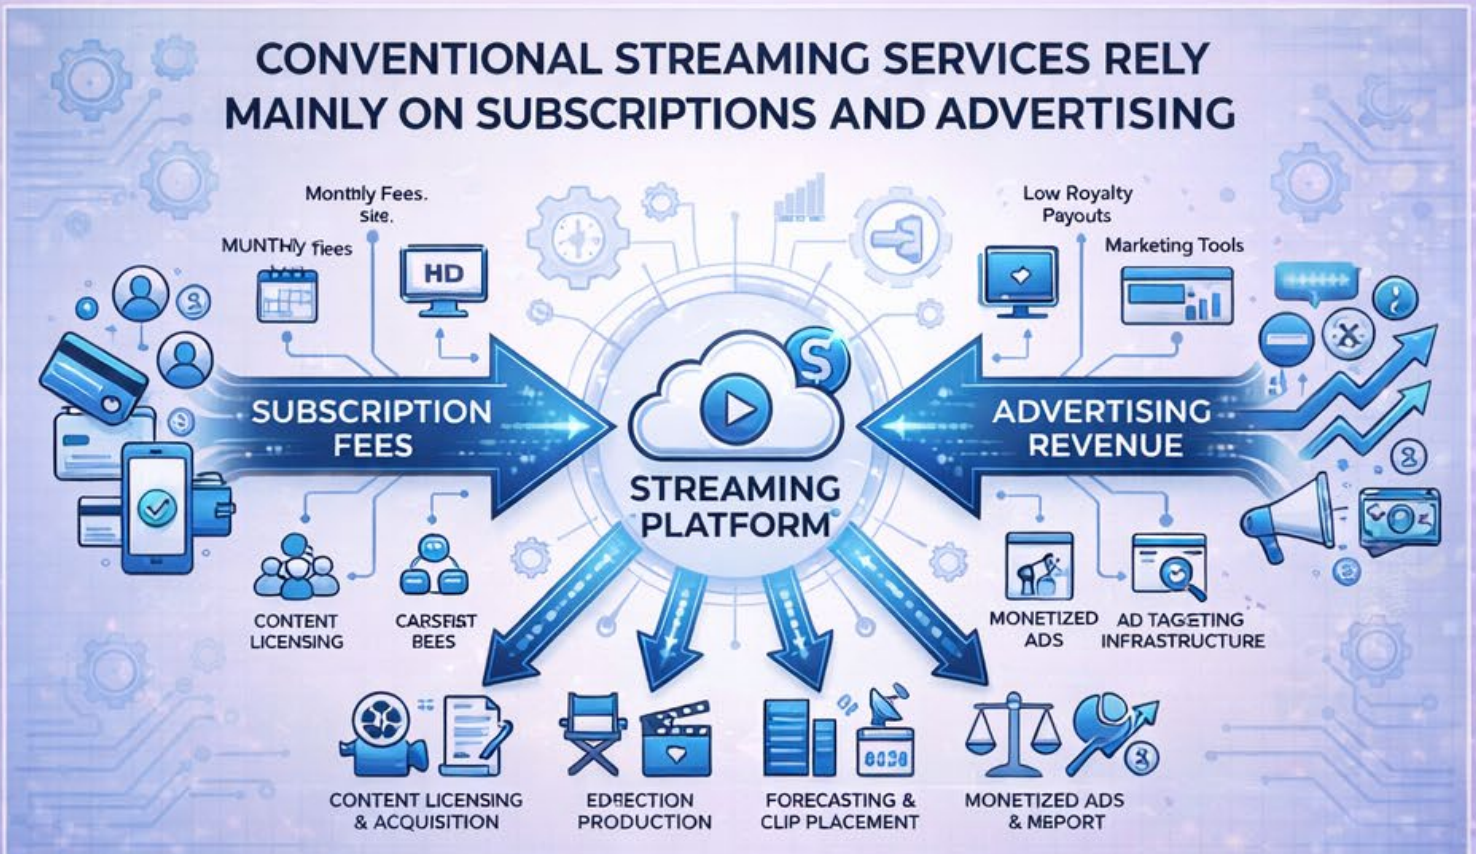 CONVENTIONAL STREAMING SERVICES RELY
MAINLY ON SUBSCRIPTIONS AND ADVERTISING
Monthly Fees.
Site.
MUNTHly fiees
HD
Low Royalty
Payouts
Marketing Tools
SUBSCRIPTION
FEES
$
STREAMING
PLATFORM
ADVERTISING
REVENUE
CONTENT
LICENSING
CARSFIST
BEES
MONETIZED
ADS
AD TAGETING
INFRASTRUCTURE
CONTENT LICENSING
& ACQUISITION
PRODUCTION
FORECASTING &
CLIP PLACEMENT
MONETIZED ADS
& MEPORT